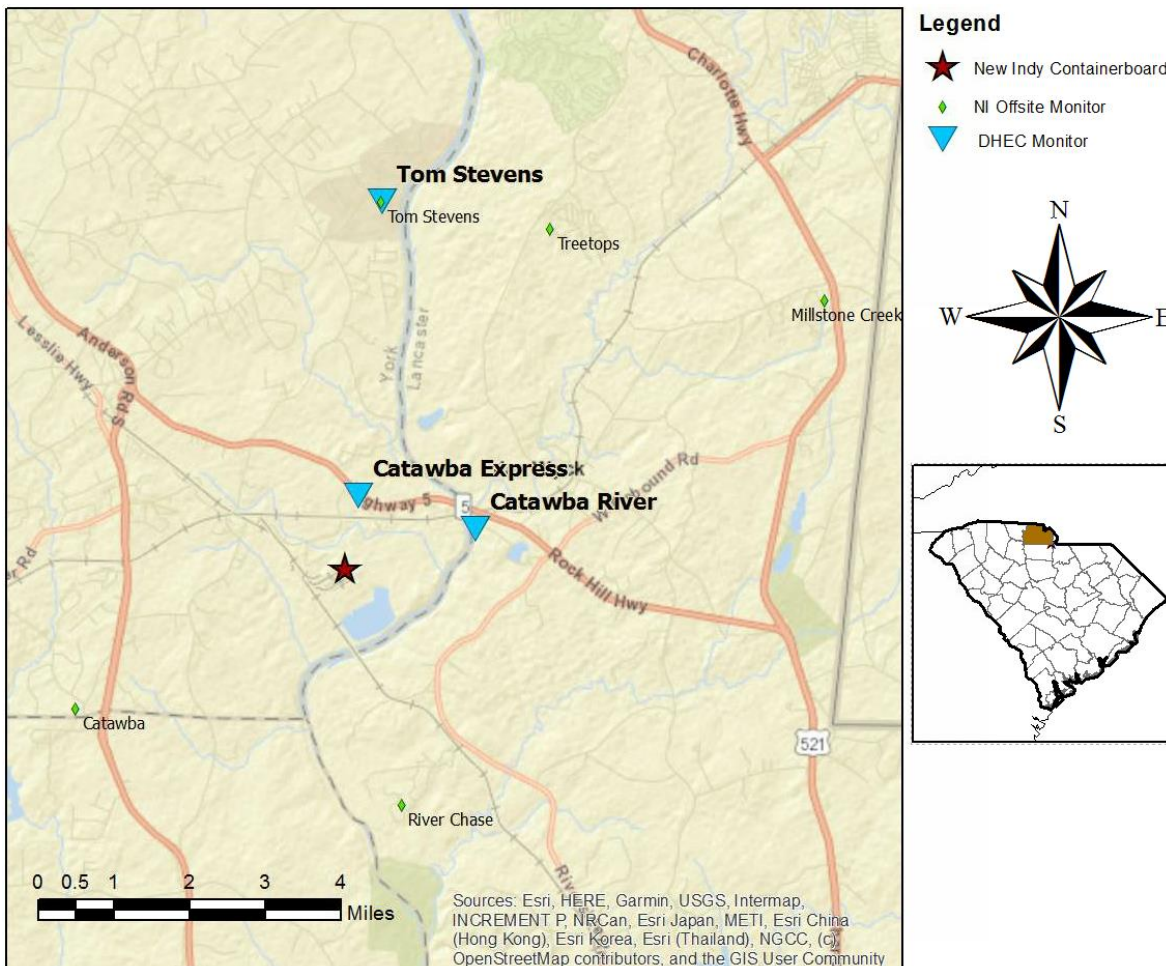 Legend
New Indy Containerboard
NI Offsite Monitor
DHEC Monitor
N
W
E
S
Charlotte Hwy
Tom Stevens
Tom Stevens
Treetops
Millstone Creek
York
Lancaster
Lesslie Hwy
Anderson Rd S
Catawba Express
Highway 5
5
Catawba River
Rock Hill Hwy
521
Catawba
River Chase
0 0.5 1 2 3 4
Miles
Sources: Esri, HERE, Garmin, USGS, Intermap,
INCREMENT P, NRCan, Esri Japan, METI, Esri China
(Hong Kong), Esri Korea, Esri (Thailand), NGCC, (c)
OpenStreetMap contributors, and the GIS User Community